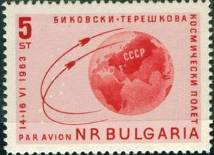 5
ST
БИКОВСКИ-ТЕРЕШКОВА
КОСМИЧЕСКИ ПОЛЕТ
14-16 VI 1963
СССР
PAR AVION NR BULGARIA